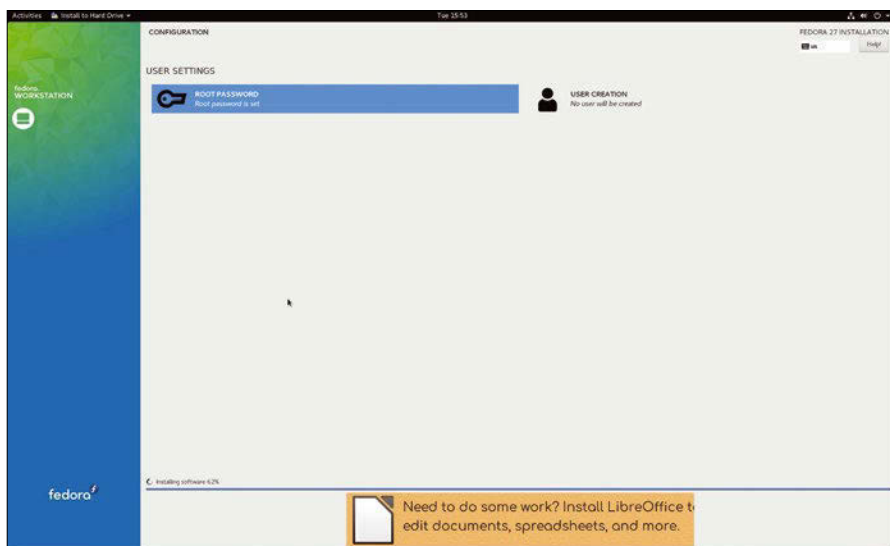 Activities Install to Hard Drive Tue 15:53
CONFIGURATION FEDORA 27 INSTALLATION
us Help!
USER SETTINGS
fedora
WORKSTATION
ROOT PASSWORD
Root password is set
USER CREATION
No user will be created
Installing software 62%
fedora
Need to do some work? Install LibreOffice t
edit documents, spreadsheets, and more.